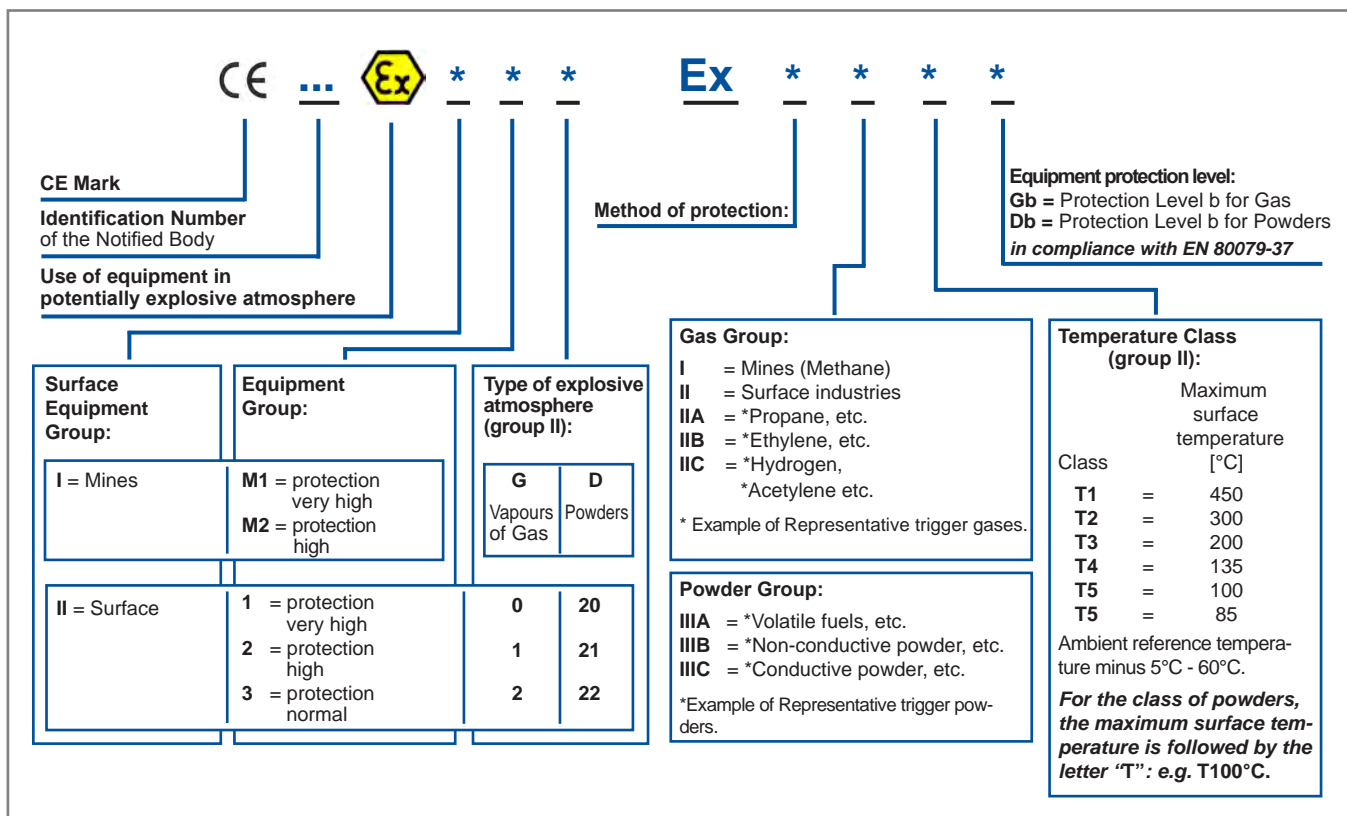 CE ... Ex * * * Ex * * * *
CE Mark
Identification Number
of the Notified Body
Use of equipment in
potentially explosive atmosphere
Method of protection:
Equipment protection level:
Gb = Protection Level b for Gas
Db = Protection Level b for Powders
in compliance with EN 80079-37
Surface
Equipment
Group:
I = Mines
II = Surface
Equipment
Group:
M1 = protection
very high
M2 = protection
high
1 = protection
very high
2 = protection
high
3 = protection
normal
Type of explosive
atmosphere
(group II):
G D
Vapours Powders
of Gas
0 20
1 21
2 22
Gas Group:
I = Mines (Methane)
II = Surface industries
IIA = *Propane, etc.
IIB = *Ethylene, etc.
IIC = *Hydrogen,
*Acetylene etc.
* Example of Representative trigger gases.
Powder Group:
IIIA = *Volatile fuels, etc.
IIIB = *Non-conductive powder, etc.
IIIC = *Conductive powder, etc.
*Example of Representative trigger pow-
ders.
Temperature Class
(group II):
Maximum
surface
temperature
Class [°C]
T1 = 450
T2 = 300
T3 = 200
T4 = 135
T5 = 100
T5 = 85
Ambient reference tempera-
ture minus 5°C - 60°C.
For the class of powders,
the maximum surface tem-
perature is followed by the
letter “T”: e.g. T100°C.